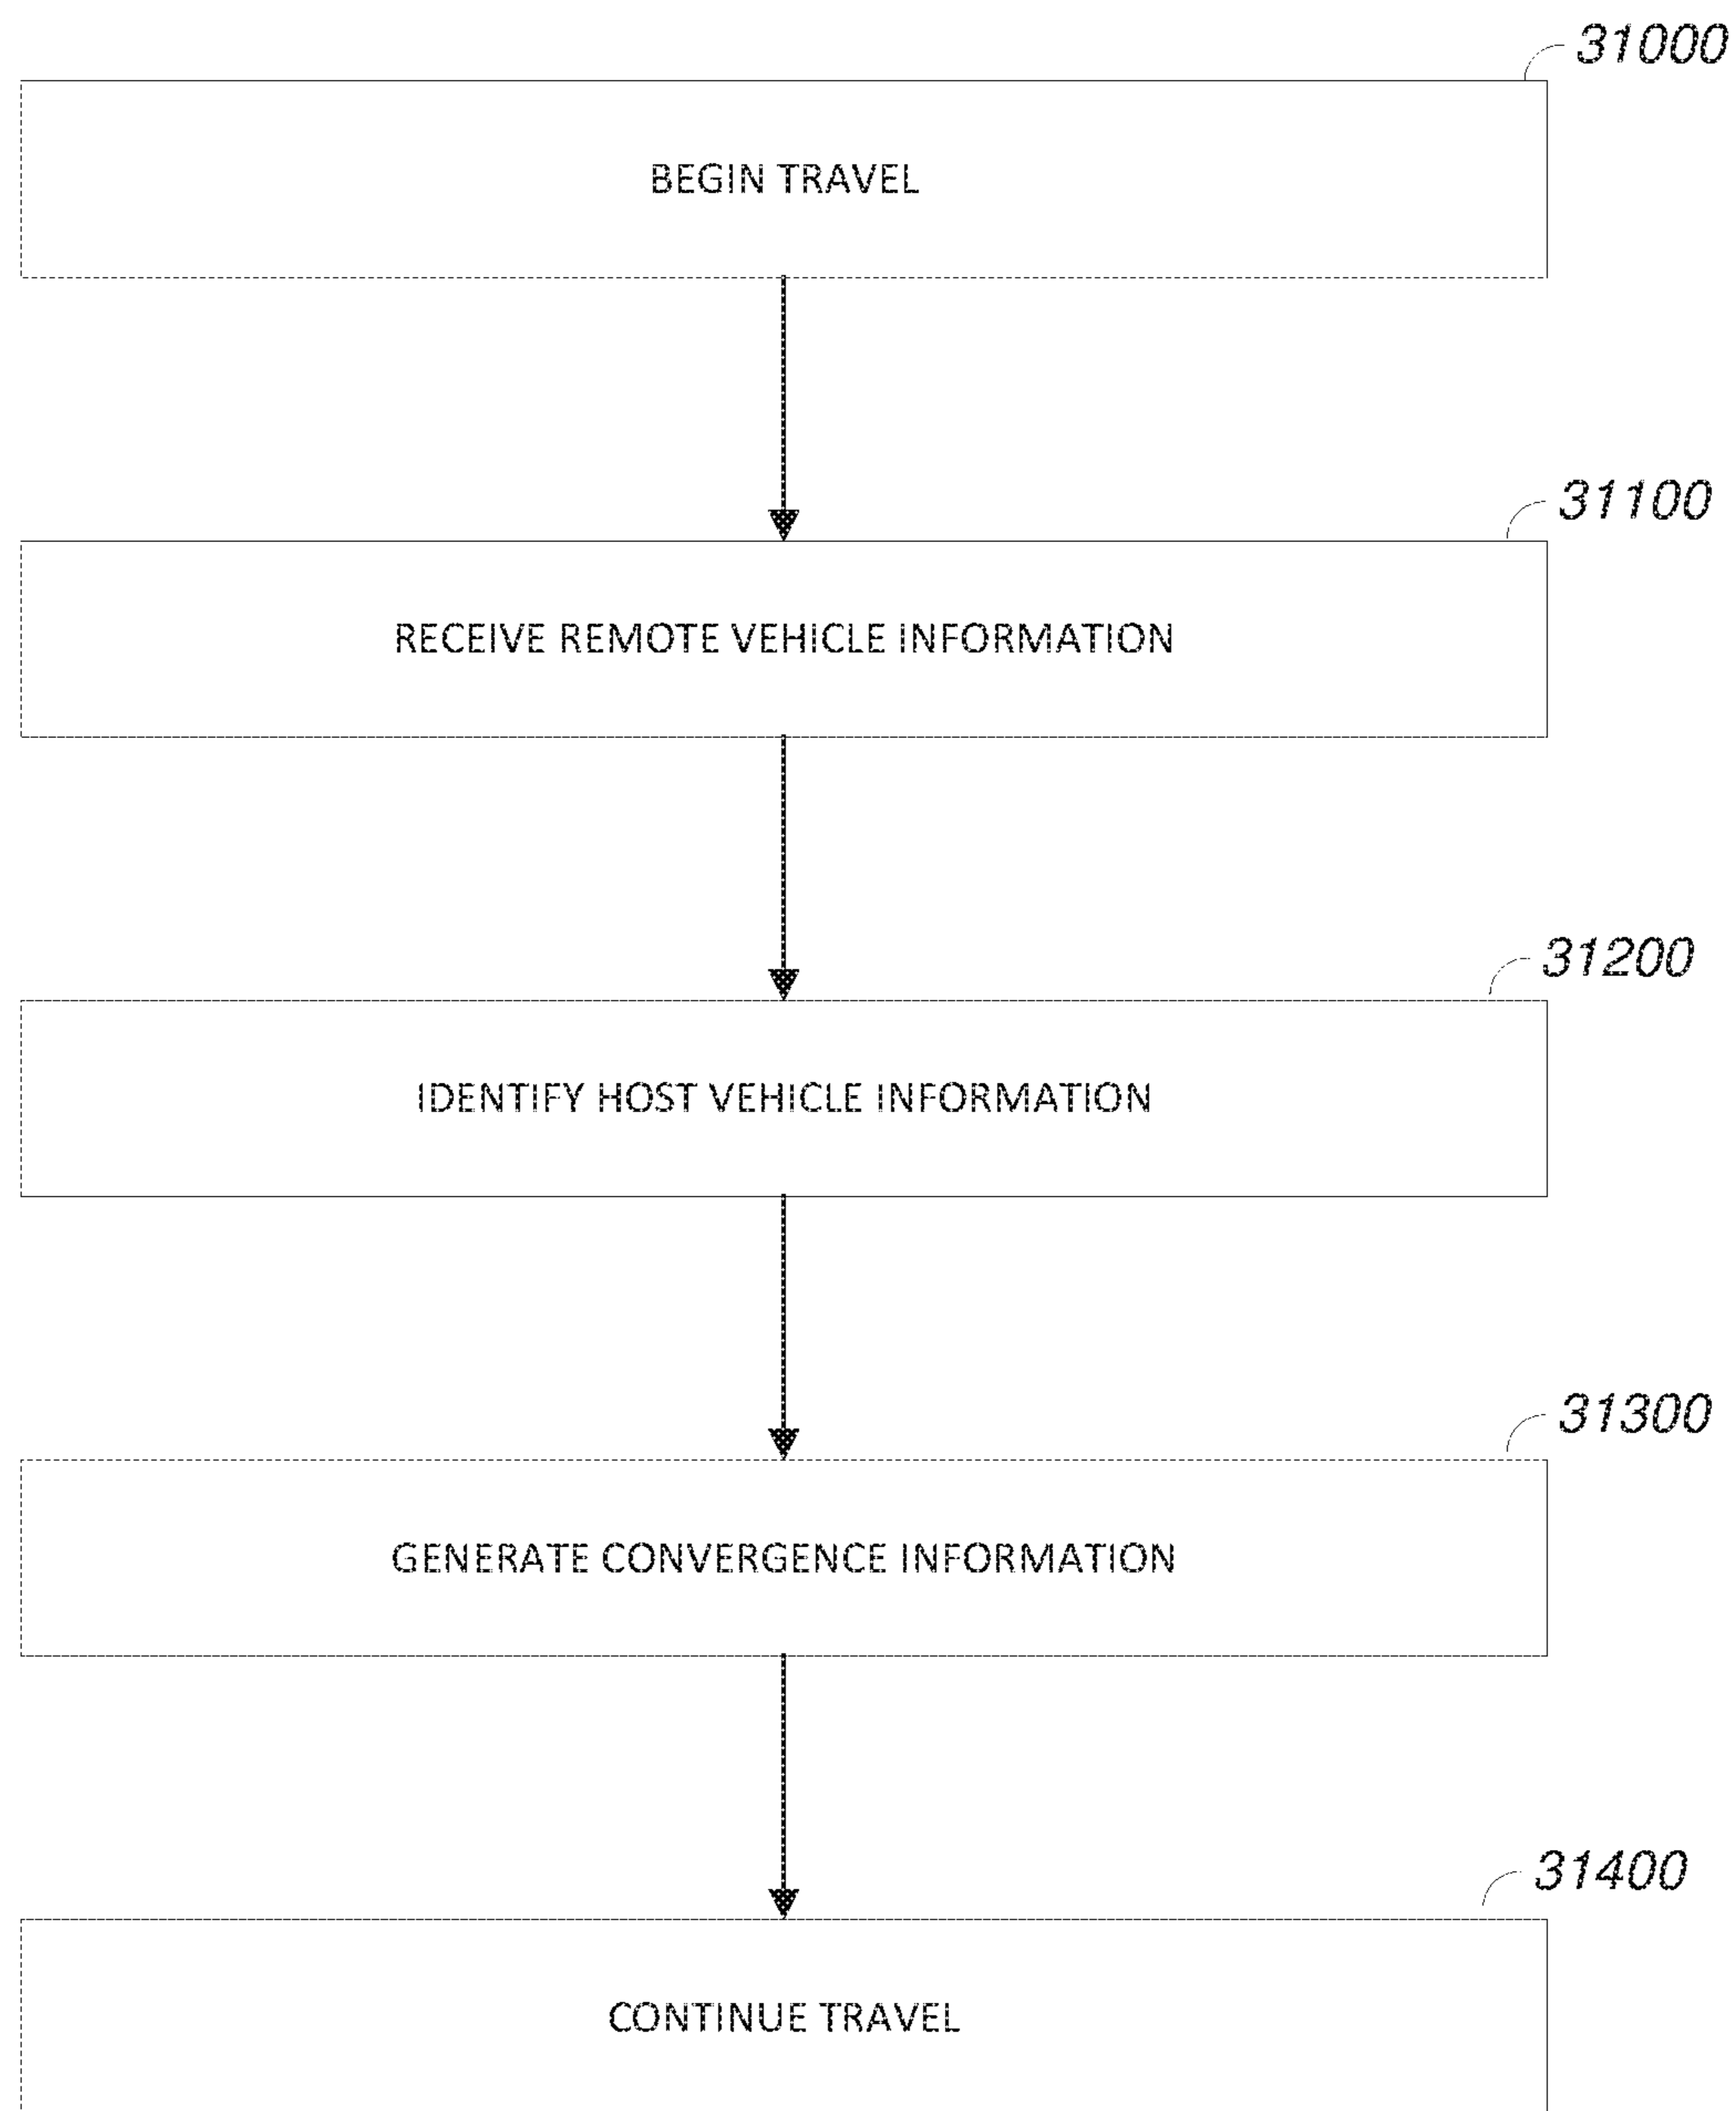 31000
BEGIN TRAVEL
31100
RECEIVE REMOTE VEHICLE INFORMATION
31200
IDENTIFY HOST VEHICLE INFORMATION
31300
GENERATE CONVERGENCE INFORMATION
31400
CONTINUE TRAVEL